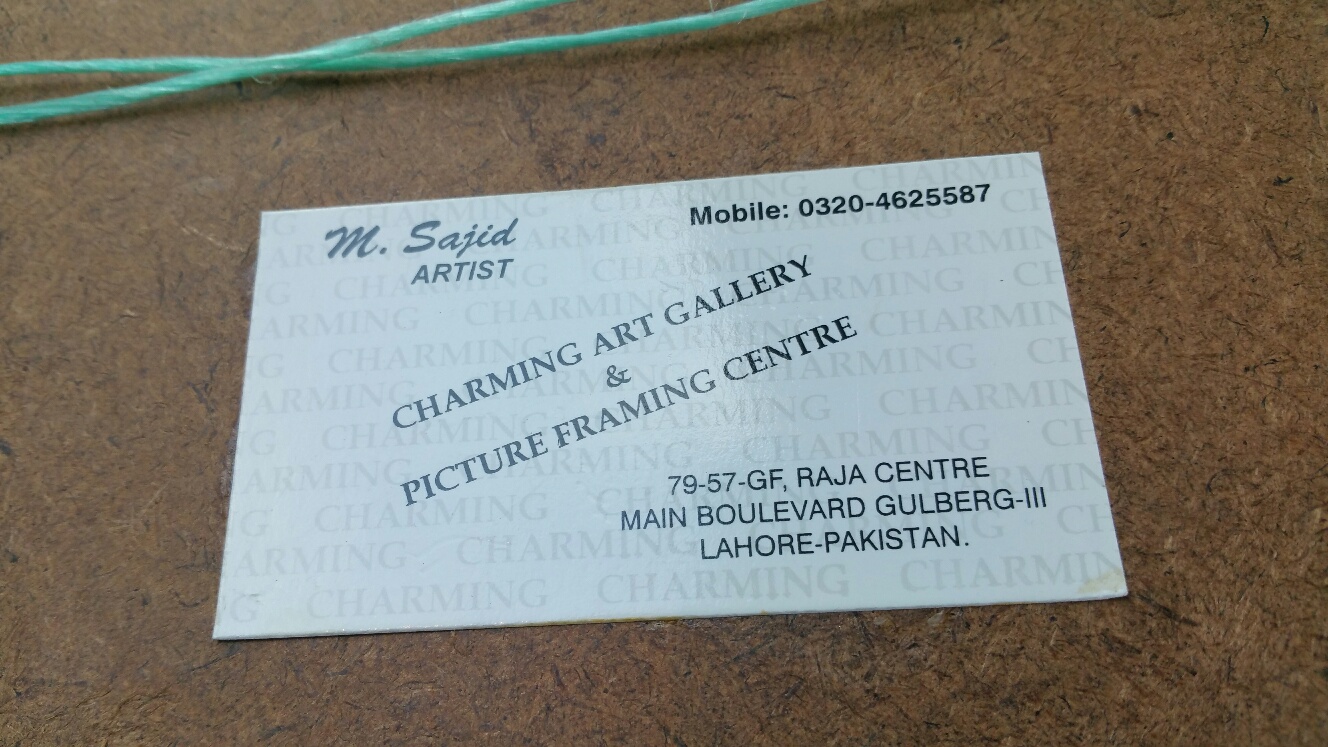 M. Sajid
ARTIST
Mobile: 0320-4625587
CHARMING ART GALLERY
&
PICTURE FRAMING CENTRE
79-57-GF, RAJA CENTRE
MAIN BOULEVARD GULBERG-III
LAHORE-PAKISTAN.